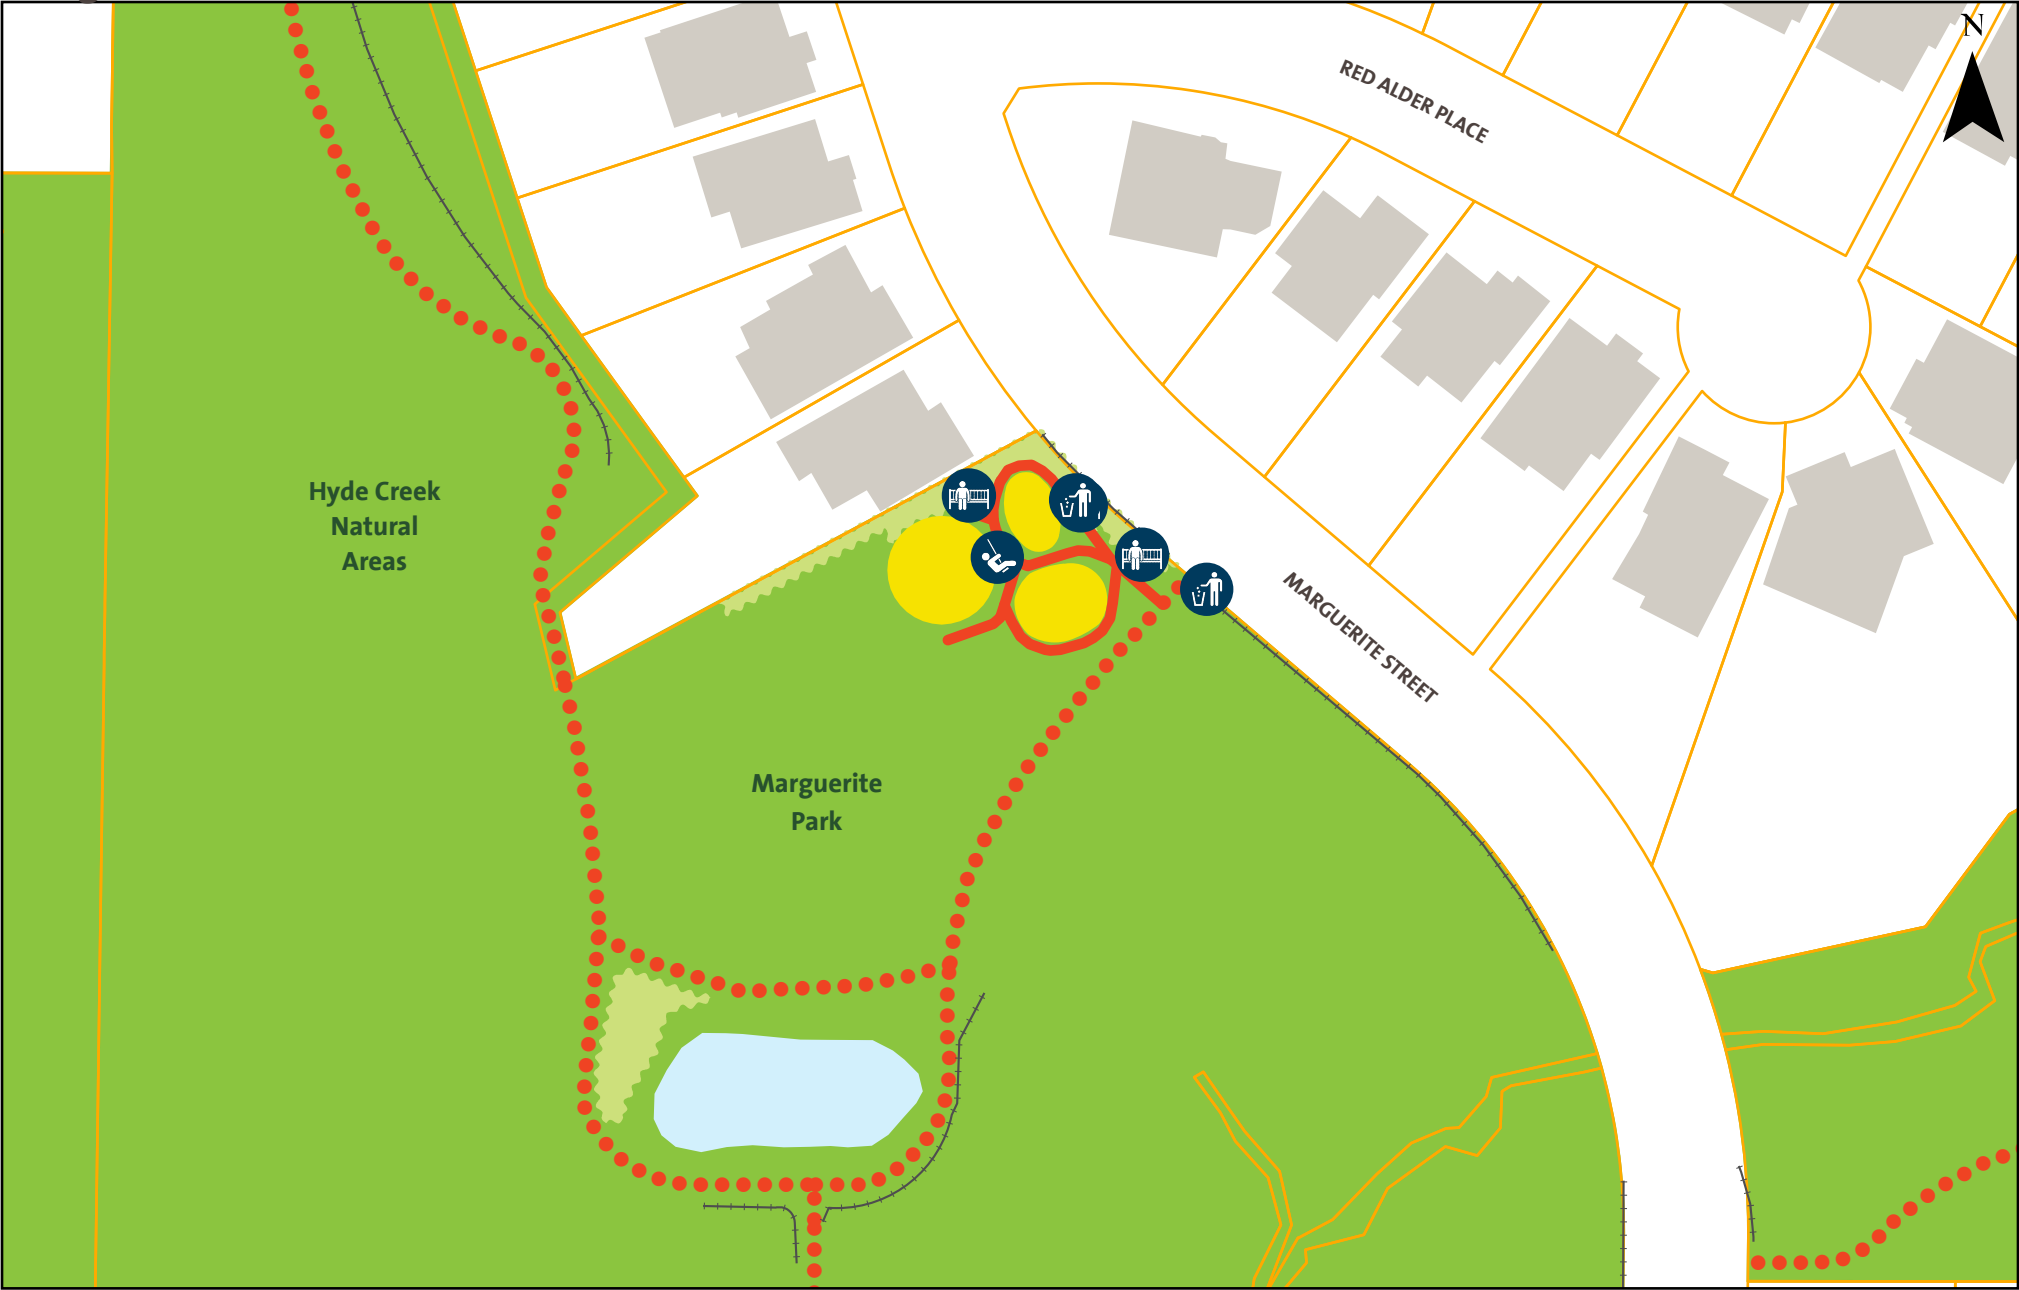 N
RED ALDER PLACE
Hyde Creek
Natural
Areas
MARGUERITE STREET
Marguerite
Park